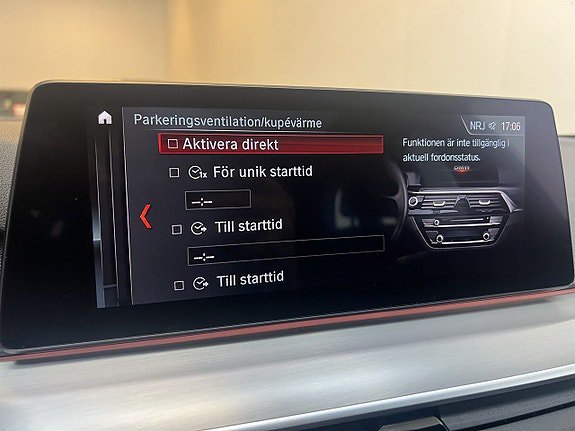 Parkeringsventilation/kupévärme
NRJ 17:06
Aktivera direkt
Funktionen är inte tillgänglig i
aktuell fordonsstatus.
1x För unik starttid
--:--
Till starttid
--:--
Till starttid